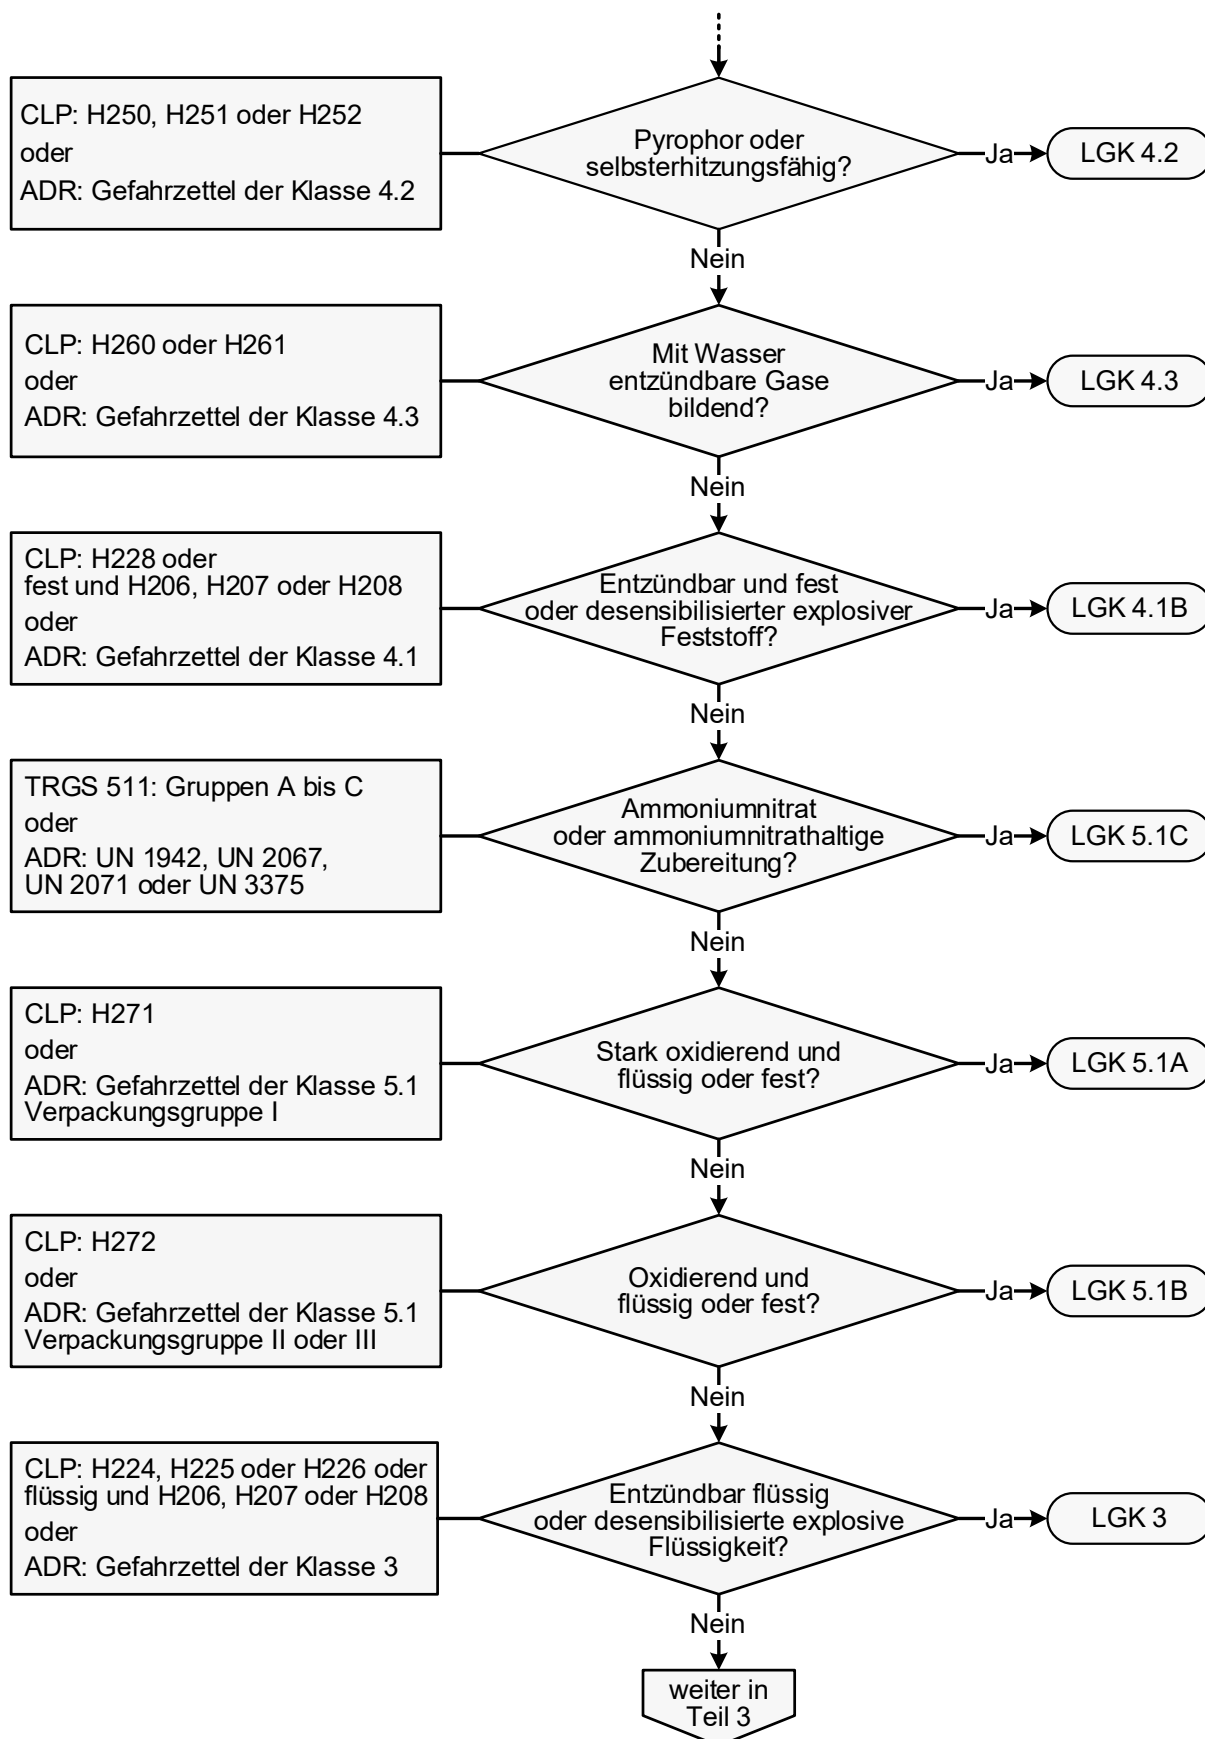 CLP: H250, H251 oder H252
oder
ADR: Gefahrzettel der Klasse 4.2
Pyrophor oder
selbsterhitzungsfähig?
Ja
LGK 4.2
Nein
CLP: H260 oder H261
oder
ADR: Gefahrzettel der Klasse 4.3
Mit Wasser
entzündbare Gase
bildend?
Ja
LGK 4.3
Nein
CLP: H228 oder
fest und H206, H207 oder H208
oder
ADR: Gefahrzettel der Klasse 4.1
Entzündbar und fest
oder desensibilisierter explosiver
Feststoff?
Ja
LGK 4.1B
Nein
TRGS 511: Gruppen A bis C
oder
ADR: UN 1942, UN 2067,
UN 2071 oder UN 3375
Ammoniumnitrat
oder ammoniumnitrathaltige
Zubereitung?
Ja
LGK 5.1C
Nein
CLP: H271
oder
ADR: Gefahrzettel der Klasse 5.1
Verpackungsgruppe I
Stark oxidierend und
flüssig oder fest?
Ja
LGK 5.1A
Nein
CLP: H272
oder
ADR: Gefahrzettel der Klasse 5.1
Verpackungsgruppe II oder III
Oxidierend und
flüssig oder fest?
Ja
LGK 5.1B
Nein
CLP: H224, H225 oder H226 oder
flüssig und H206, H207 oder H208
oder
ADR: Gefahrzettel der Klasse 3
Entzündbar flüssig
oder desensibilisierte explosive
Flüssigkeit?
Ja
LGK 3
Nein
weiter in
Teil 3